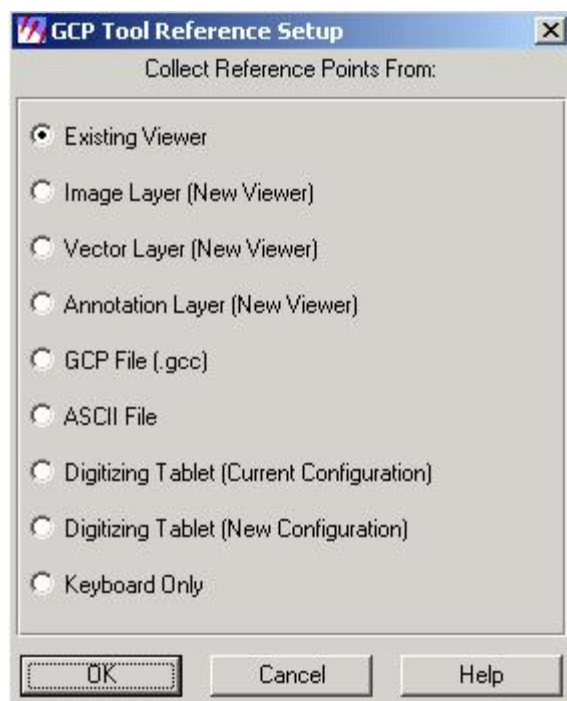 GCP Tool Reference Setup
Collect Reference Points From:
Existing Viewer
Image Layer (New Viewer)
Vector Layer (New Viewer)
Annotation Layer (New Viewer)
GCP File (.gcc)
ASCII File
Digitizing Tablet (Current Configuration)
Digitizing Tablet (New Configuration)
Keyboard Only
OK Cancel Help